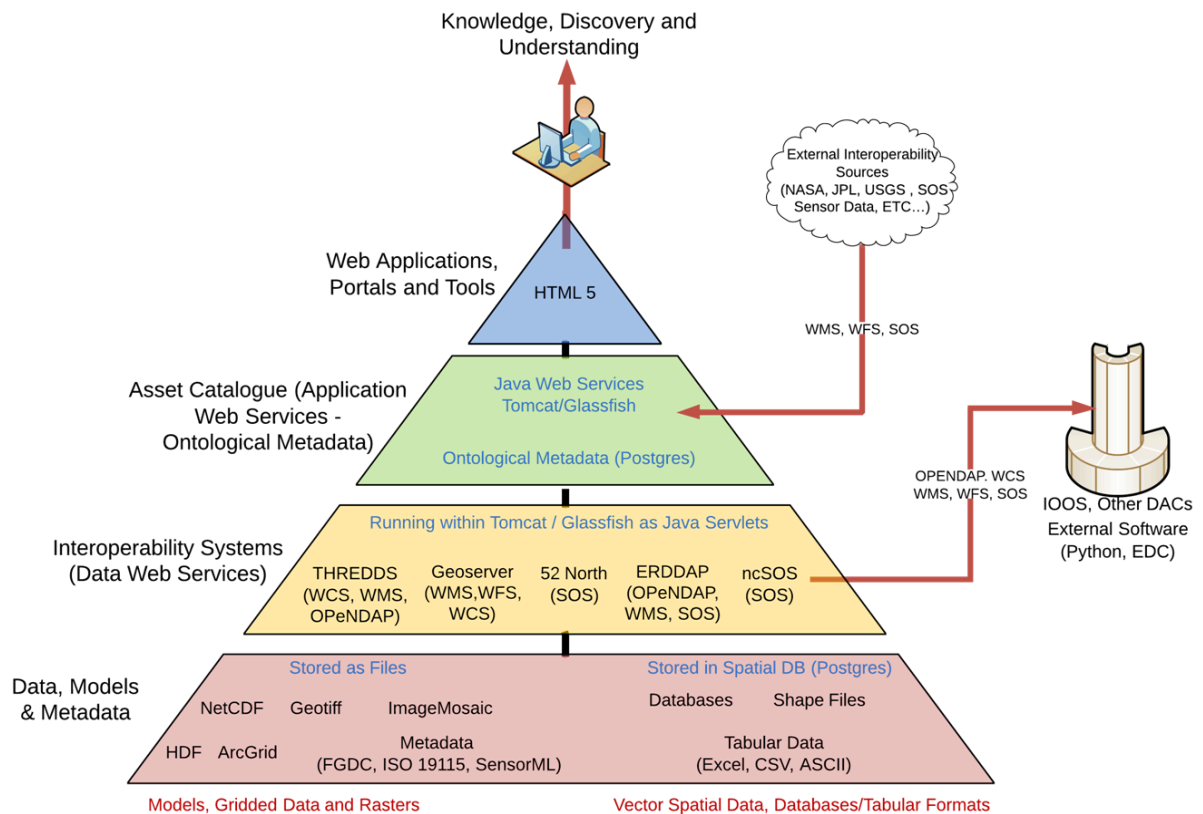 Knowledge, Discovery and
Understanding
External Interoperability
Sources
(NASA, JPL, USGS , SOS
Sensor Data, ETC...)
Web Applications,
Portals and Tools
HTML 5
WMS, WFS, SOS
Asset Catalogue (Application
Web Services -
Ontological Metadata)
Java Web Services
Tomcat/Glassfish
Ontological Metadata (Postgres)
OPENDAP. WCS
WMS, WFS, SOS
IOOS, Other DACs
External Software
(Python, EDC)
Interoperability Systems
(Data Web Services)
Running within Tomcat / Glassfish as Java Servlets
THREDDS
(WCS, WMS,
OPeNDAP)
Geoserver
(WMS,WFS,
WCS)
52 North
(SOS)
ERDDAP
(OPeNDAP,
WMS, SOS)
ncSOS
(SOS)
Data, Models
& Metadata
Stored as Files
NetCDF
Geotiff
ImageMosaic
HDF
ArcGrid
Metadata
(FGDC, ISO 19115, SensorML)
Stored in Spatial DB (Postgres)
Databases
Shape Files
Tabular Data
(Excel, CSV, ASCII)
Models, Gridded Data and Rasters
Vector Spatial Data, Databases/Tabular Formats